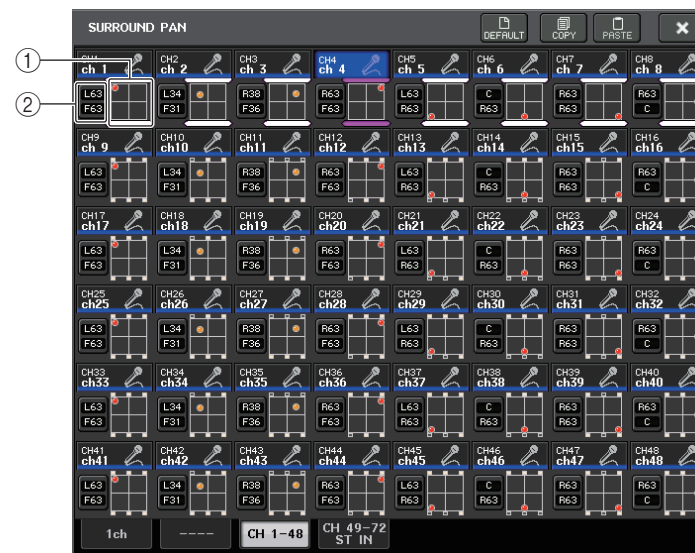 SURROUND PAN DEFAULT COPY PASTE
1
CH1 CH2 CH3 CH4 CH5 CH6 CH7 CH8
ch 1 ch 2 ch 3 ch 4 ch 5 ch 6 ch 7 ch 8
2
L63 L34 R38 R63 L63 C R63 R63
F63 F31 F36 F63 R63 R63 R63 C
CH9 CH10 CH11 CH12 CH13 CH14 CH15 CH16
ch 9 ch10 ch11 ch12 ch13 ch14 ch15 ch16
L63 L34 R38 R63 L63 C R63 R63
F63 F31 F36 F63 R63 R63 R63 C
CH17 CH18 CH19 CH20 CH21 CH22 CH23 CH24
ch17 ch18 ch19 ch20 ch21 ch22 ch23 ch24
L63 L34 R38 R63 L63 C R63 R63
F63 F31 F36 F63 R63 R63 R63 C
CH25 CH26 CH27 CH28 CH29 CH30 CH31 CH32
ch25 ch26 ch27 ch28 ch29 ch30 ch31 ch32
L63 L34 R38 R63 L63 C R63 R63
F63 F31 F36 F63 R63 R63 R63 C
CH33 CH34 CH35 CH36 CH37 CH38 CH39 CH40
ch33 ch34 ch35 ch36 ch37 ch38 ch39 ch40
L63 L34 R38 R63 L63 C R63 R63
F63 F31 F36 F63 R63 R63 R63 C
CH41 CH42 CH43 CH44 CH45 CH46 CH47 CH48
ch41 ch42 ch43 ch44 ch45 ch46 ch47 ch48
L63 L34 R38 R63 L63 C R63 R63
F63 F31 F36 F63 R63 R63 R63 C
1ch ---- CH 1-48 CH 49-72
ST IN